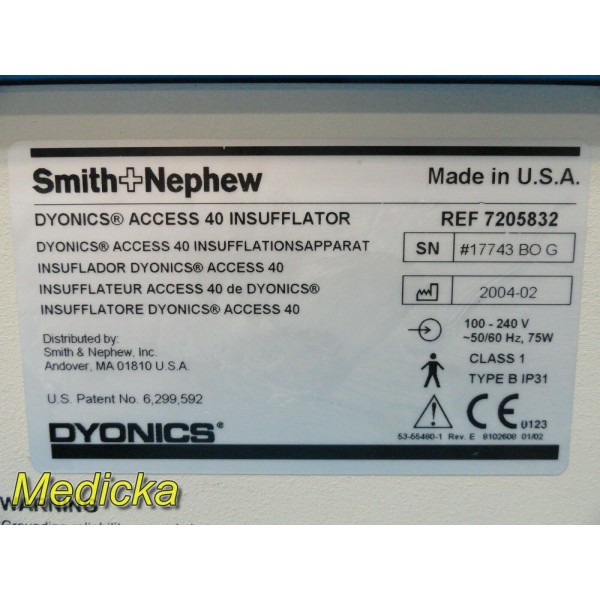 Smith+Nephew
Made in U.S.A.
DYONICS® ACCESS 40 INSUFFLATOR
REF 7205832
DYONICS® ACCESS 40 INSUFFLATIONSAPPARAT
INSUFLADOR DYONICS® ACCESS 40
INSUFFLATEUR ACCESS 40 de DYONICS®
INSUFFLATORE DYONICS® ACCESS 40
SN #17743 BO G
2004-02
Distributed by:
Smith & Nephew, Inc.
Andover, MA 01810 U.S.A.
100 - 240 V
~50/60 Hz, 75W
CLASS 1
TYPE B IP31
U.S. Patent No. 6,299,592
DYONICS®
CE 0123
53-55480-1 Rev. E 8102608 01/02
Medicka
WARNING
Grounding reliability